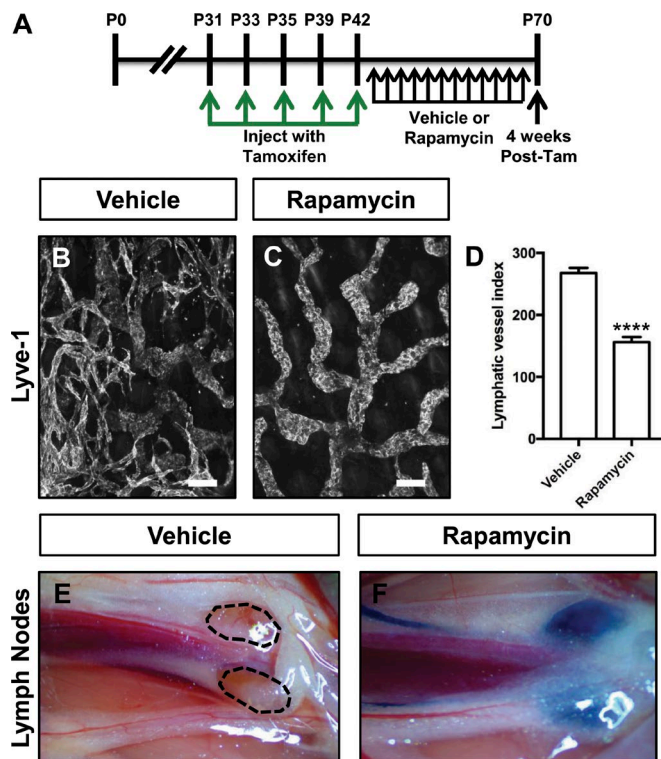 A
P0 P31 P33 P35 P39 P42 P70
Inject with
Tamoxifen
Vehicle or
Rapamycin
4 weeks
Post-Tam
Vehicle Rapamycin
Lyve-1
B C D
Lymphatic vessel index
300
200
100
0
****
Vehicle
Rapamycin
Vehicle Rapamycin
Lymph Nodes
E F